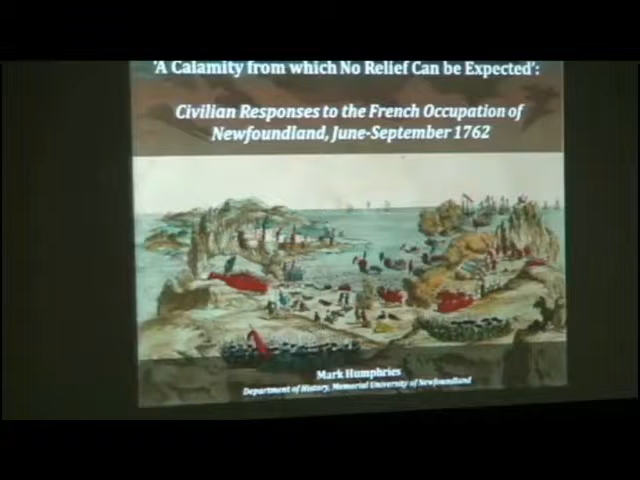 'A Calamity from which No Relief Can be Expected':
Civilian Responses to the French Occupation of
Newfoundland, June-September 1762
Mark Humphries
Department of History, Memorial University of Newfoundland